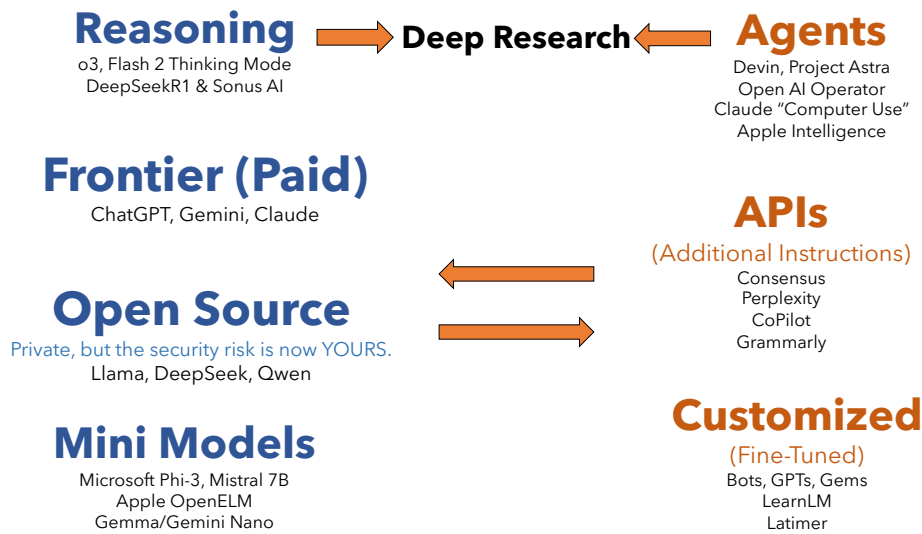 Reasoning
o3, Flash 2 Thinking Mode
DeepSeekR1 & Sonus AI
Deep Research
Agents
Devin, Project Astra
Open AI Operator
Claude “Computer Use”
Apple Intelligence
Frontier (Paid)
ChatGPT, Gemini, Claude
APIs
(Additional Instructions)
Consensus
Perplexity
CoPilot
Grammarly
Open Source
Private, but the security risk is now YOURS.
Llama, DeepSeek, Qwen
Mini Models
Microsoft Phi-3, Mistral 7B
Apple OpenELM
Gemma/Gemini Nano
Customized
(Fine-Tuned)
Bots, GPTs, Gems
LearnLM
Latimer